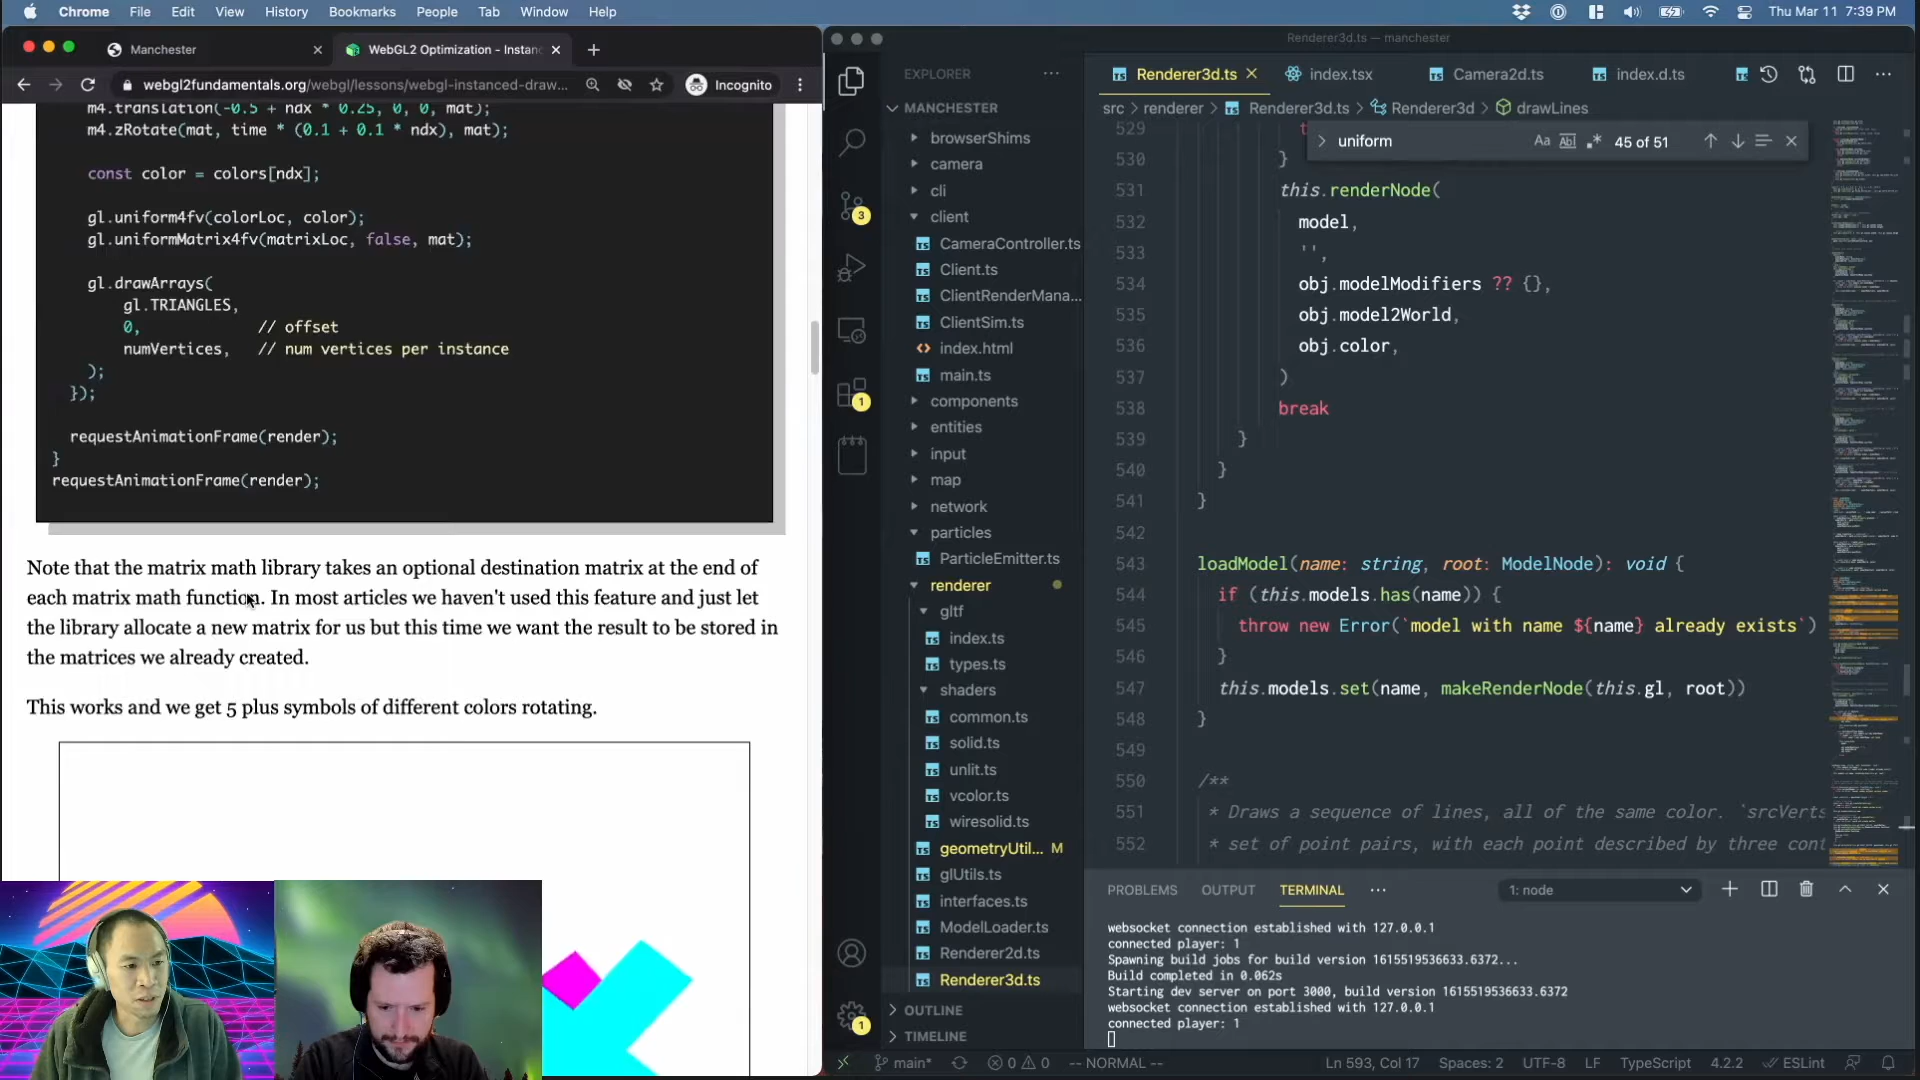 Chrome File Edit View History Bookmarks People Tab Window Help Thu Mar 11 7:39 PM
Manchester WebGL2 Optimization - Instanc
webgl2fundamentals.org/webgl/lessons/webgl-instanced-draw... Incognito
m4.translation(-0.5 + ndx * 0.25, 0, 0, mat);
m4.zRotate(mat, time * (0.1 + 0.1 * ndx), mat);
const color = colors[ndx];
gl.uniform4fv(colorLoc, color);
gl.uniformMatrix4fv(matrixLoc, false, mat);
gl.drawArrays(
gl.TRIANGLES,
0, // offset
numVertices, // num vertices per instance
);
});
requestAnimationFrame(render);
}
requestAnimationFrame(render);
Note that the matrix math library takes an optional destination matrix at the end of
each matrix math function. In most articles we haven't used this feature and just let
the library allocate a new matrix for us but this time we want the result to be stored in
the matrices we already created.
This works and we get 5 plus symbols of different colors rotating.
Renderer3d.ts — manchester
3
1
1
EXPLORER
MANCHESTER
browserShims
camera
cli
client
CameraController.ts
Client.ts
ClientRenderMana...
ClientSim.ts
index.html
main.ts
components
entities
input
map
network
particles
ParticleEmitter.ts
renderer
gltf
index.ts
types.ts
shaders
common.ts
solid.ts
unlit.ts
vcolor.ts
wiresolid.ts
geometryUtil... M
glUtils.ts
interfaces.ts
ModelLoader.ts
Renderer2d.ts
Renderer3d.ts
OUTLINE
TIMELINE
Renderer3d.ts index.tsx Camera2d.ts index.d.ts
src > renderer > Renderer3d.ts > Renderer3d > drawLines
uniform 45 of 51
529 t
530 }
531 this.renderNode(
532 model,
533 '',
534 obj.modelModifiers ?? {},
535 obj.model2World,
536 obj.color,
537 )
538 break
539 }
540 }
541 }
542
543 loadModel(name: string, root: ModelNode): void {
544 if (this.models.has(name)) {
545 throw new Error(`model with name ${name} already exists`)
546 }
547 this.models.set(name, makeRenderNode(this.gl, root))
548 }
549
550 /**
551 * Draws a sequence of lines, all of the same color. `srcVerts
552 * set of point pairs, with each point described by three cont
PROBLEMS OUTPUT TERMINAL 1: node
websocket connection established with 127.0.0.1
connected player: 1
Spawning build jobs for build version 1615519536633.6372...
Build completed in 0.062s
Starting dev server on port 3000, build version 1615519536633.6372
websocket connection established with 127.0.0.1
connected player: 1
main* 0 0 -- NORMAL -- Ln 593, Col 17 Spaces: 2 UTF-8 LF TypeScript 4.2.2 ESLint